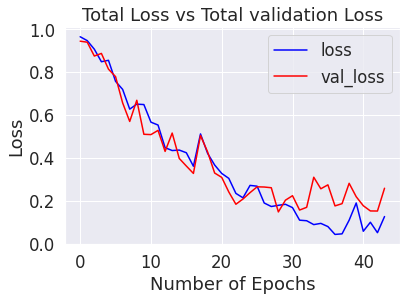 Total Loss vs Total validation Loss
1.0
0.8
0.6
0.4
0.2
0.0
Loss
loss
val_loss
0 10 20 30 40
Number of Epochs